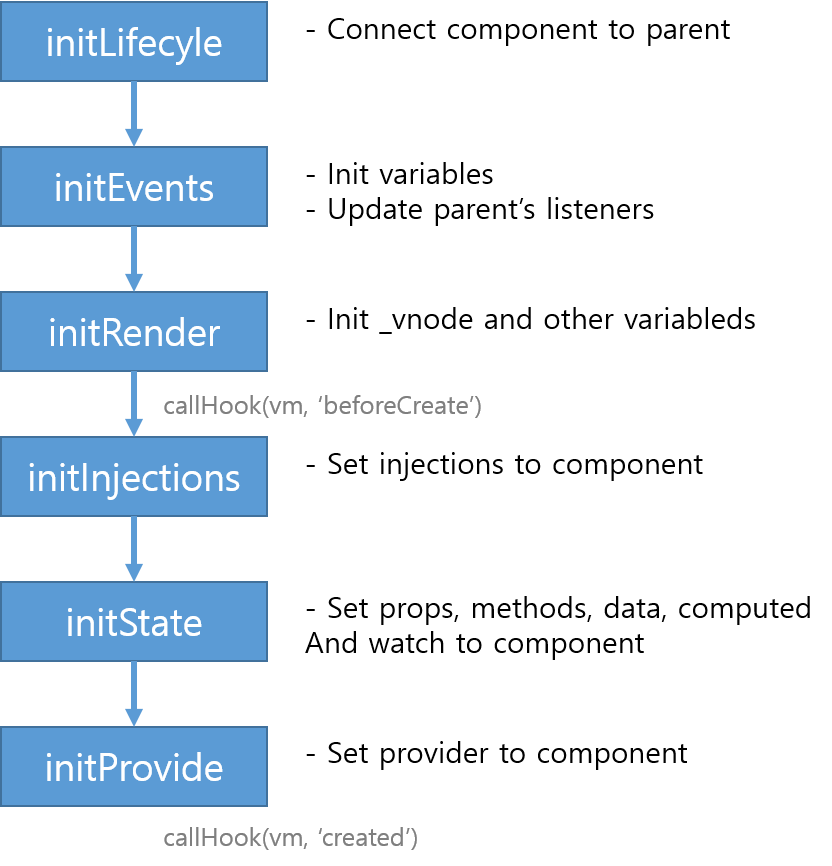 initLifecyle
- Connect component to parent
initEvents
- Init variables
- Update parent’s listeners
initRender
- Init _vnode and other variableds
callHook(vm, ‘beforeCreate’)
initInjections
- Set injections to component
initState
- Set props, methods, data, computed
And watch to component
initProvide
- Set provider to component
callHook(vm, ‘created’)